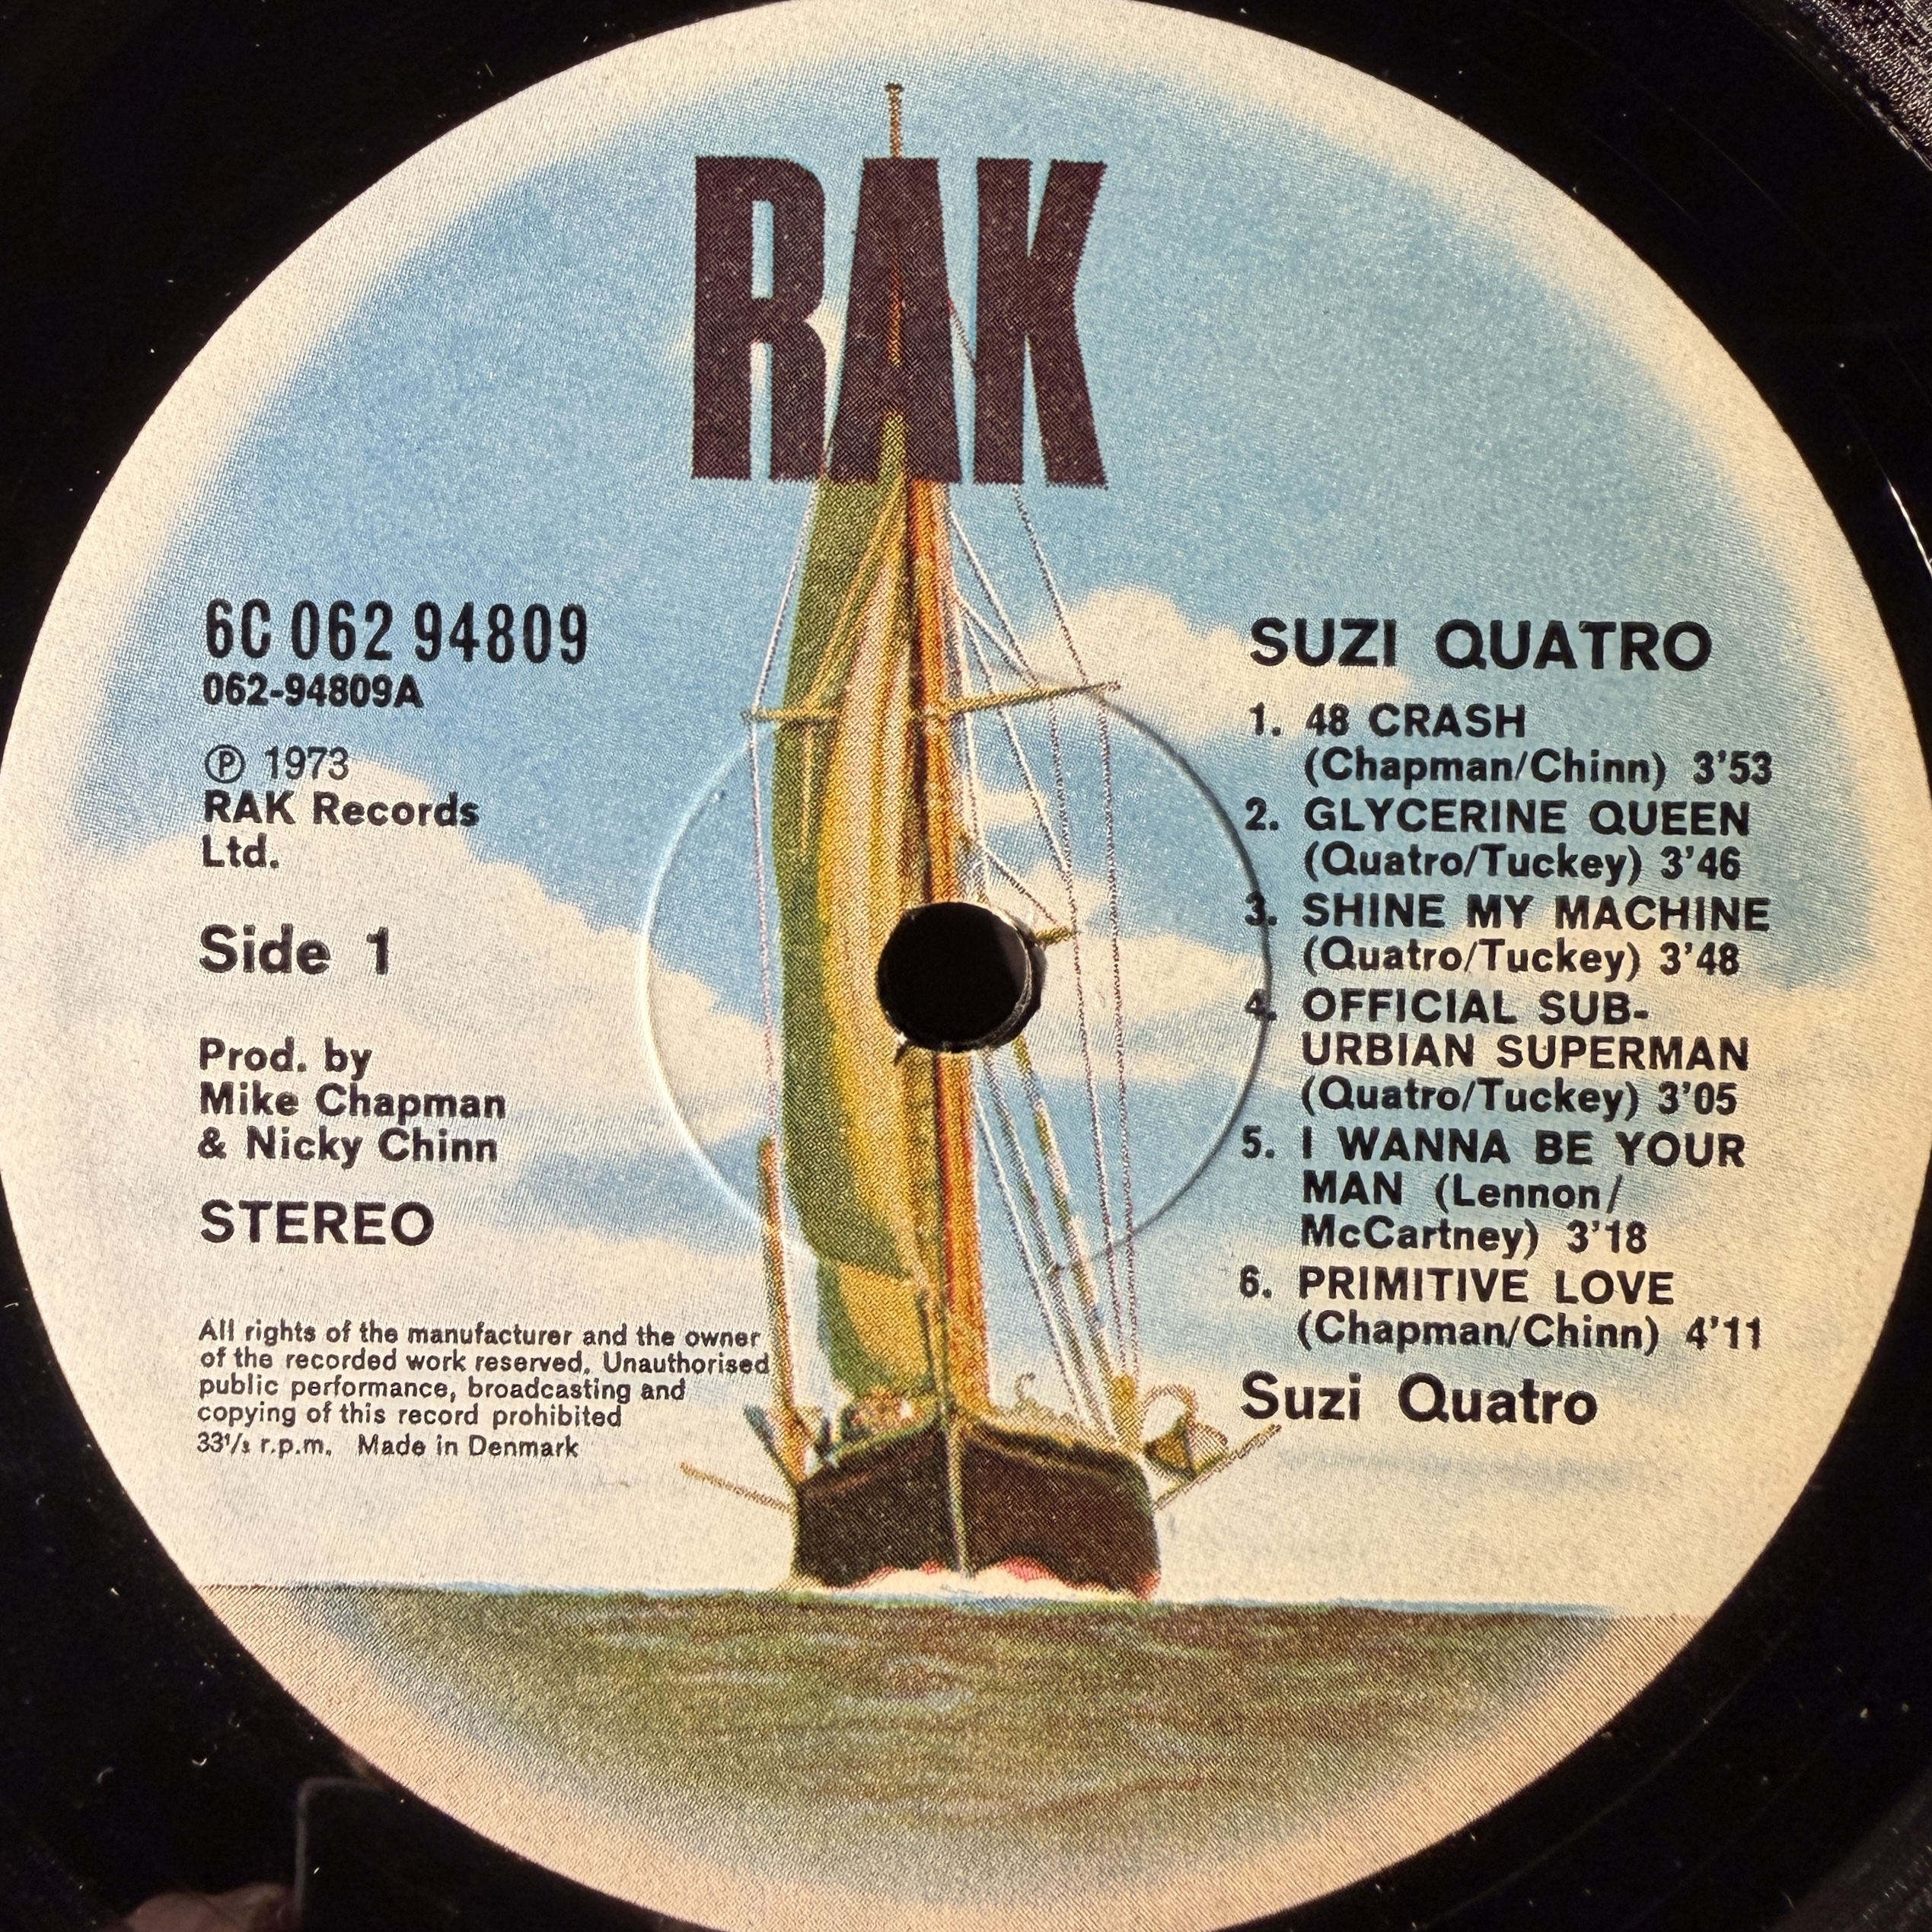 RAK
6C 062 94809
062-94809A
℗ 1973
RAK Records
Ltd.
Side 1
Prod. by
Mike Chapman
& Nicky Chinn
STEREO
All rights of the manufacturer and the owner
of the recorded work reserved. Unauthorised
public performance, broadcasting and
copying of this record prohibited
33⅓ r.p.m. Made in Denmark
SUZI QUATRO
1. 48 CRASH
(Chapman/Chinn) 3'53
2. GLYCERINE QUEEN
(Quatro/Tuckey) 3'46
3. SHINE MY MACHINE
(Quatro/Tuckey) 3'48
4. OFFICIAL SUB-
URBIAN SUPERMAN
(Quatro/Tuckey) 3'05
5. I WANNA BE YOUR
MAN (Lennon/
McCartney) 3'18
6. PRIMITIVE LOVE
(Chapman/Chinn) 4'11
Suzi Quatro